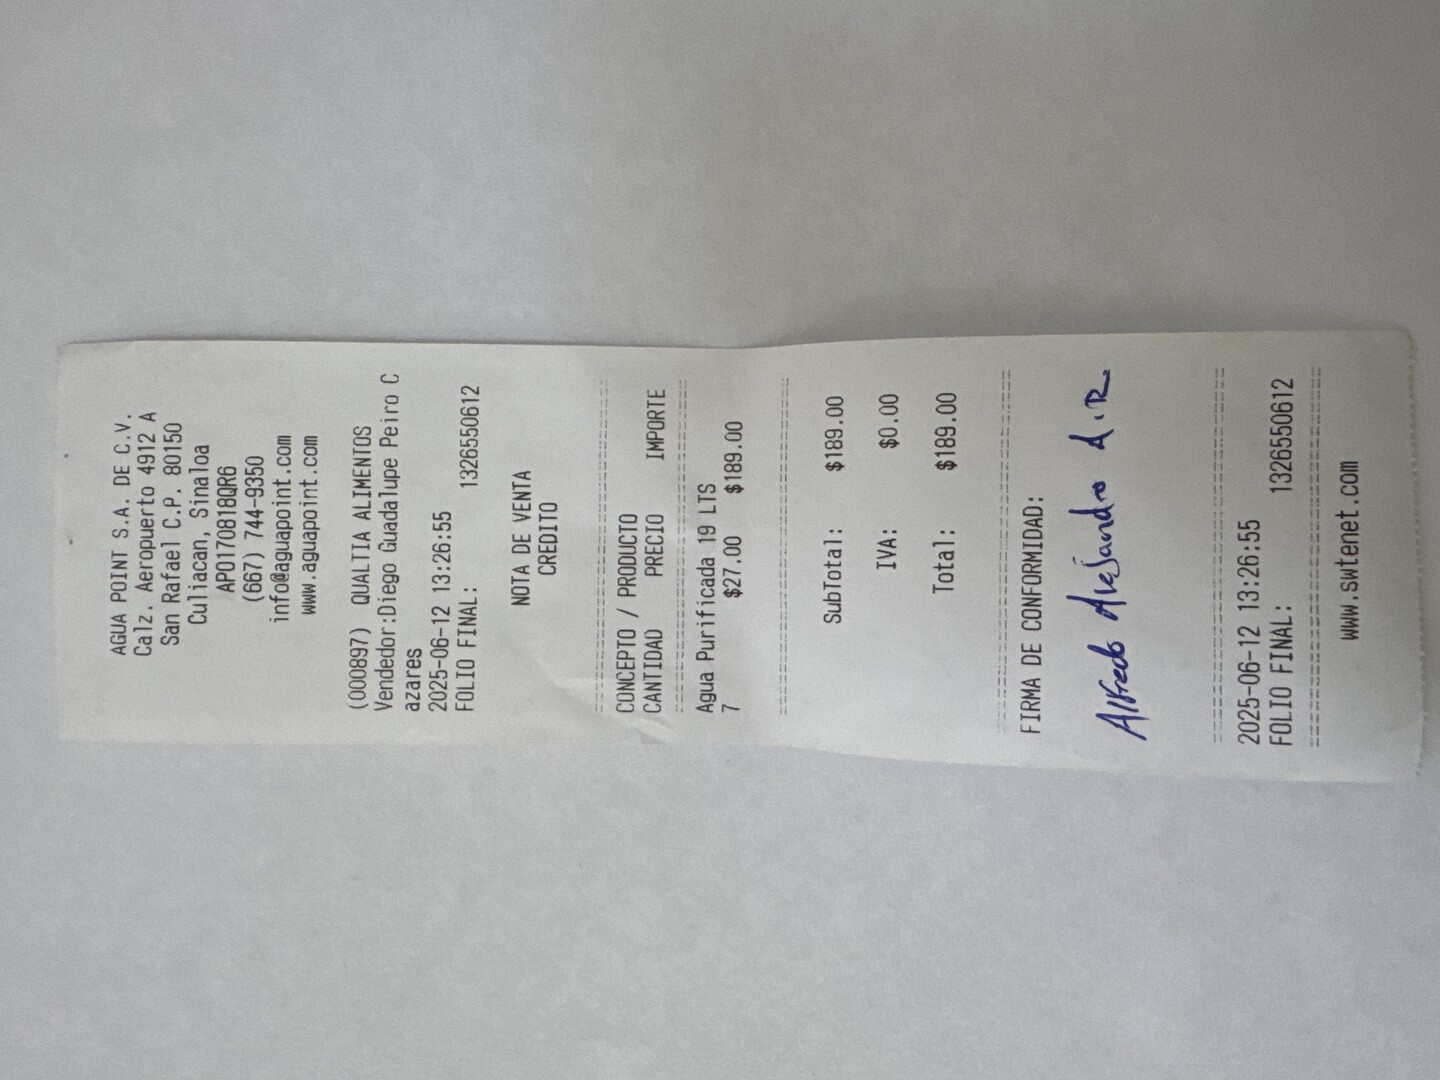 AGUA POINT S.A. DE C.V.
Calz. Aeropuerto 4912 A
San Rafael C.P. 80150
Culiacan, Sinaloa
APO170818QR6
(667) 744-9350
info@aguapoint.com
www.aguapoint.com
(000897) QUALTIA ALIMENTOS
Vendedor:Diego Guadalupe Peiro C
azares
2025-06-12 13:26:55
FOLIO FINAL: 1326550612
NOTA DE VENTA
CREDITO
================================
CONCEPTO / PRODUCTO
CANTIDAD PRECIO IMPORTE
================================
Agua Purificada 19 LTS
7 $27.00 $189.00
================================
SubTotal: $189.00
IVA: $0.00
Total: $189.00
================================
FIRMA DE CONFORMIDAD:
Alfredo Alejandro A.R.
================================
2025-06-12 13:26:55
FOLIO FINAL: 1326550612
================================
www.swtenet.com